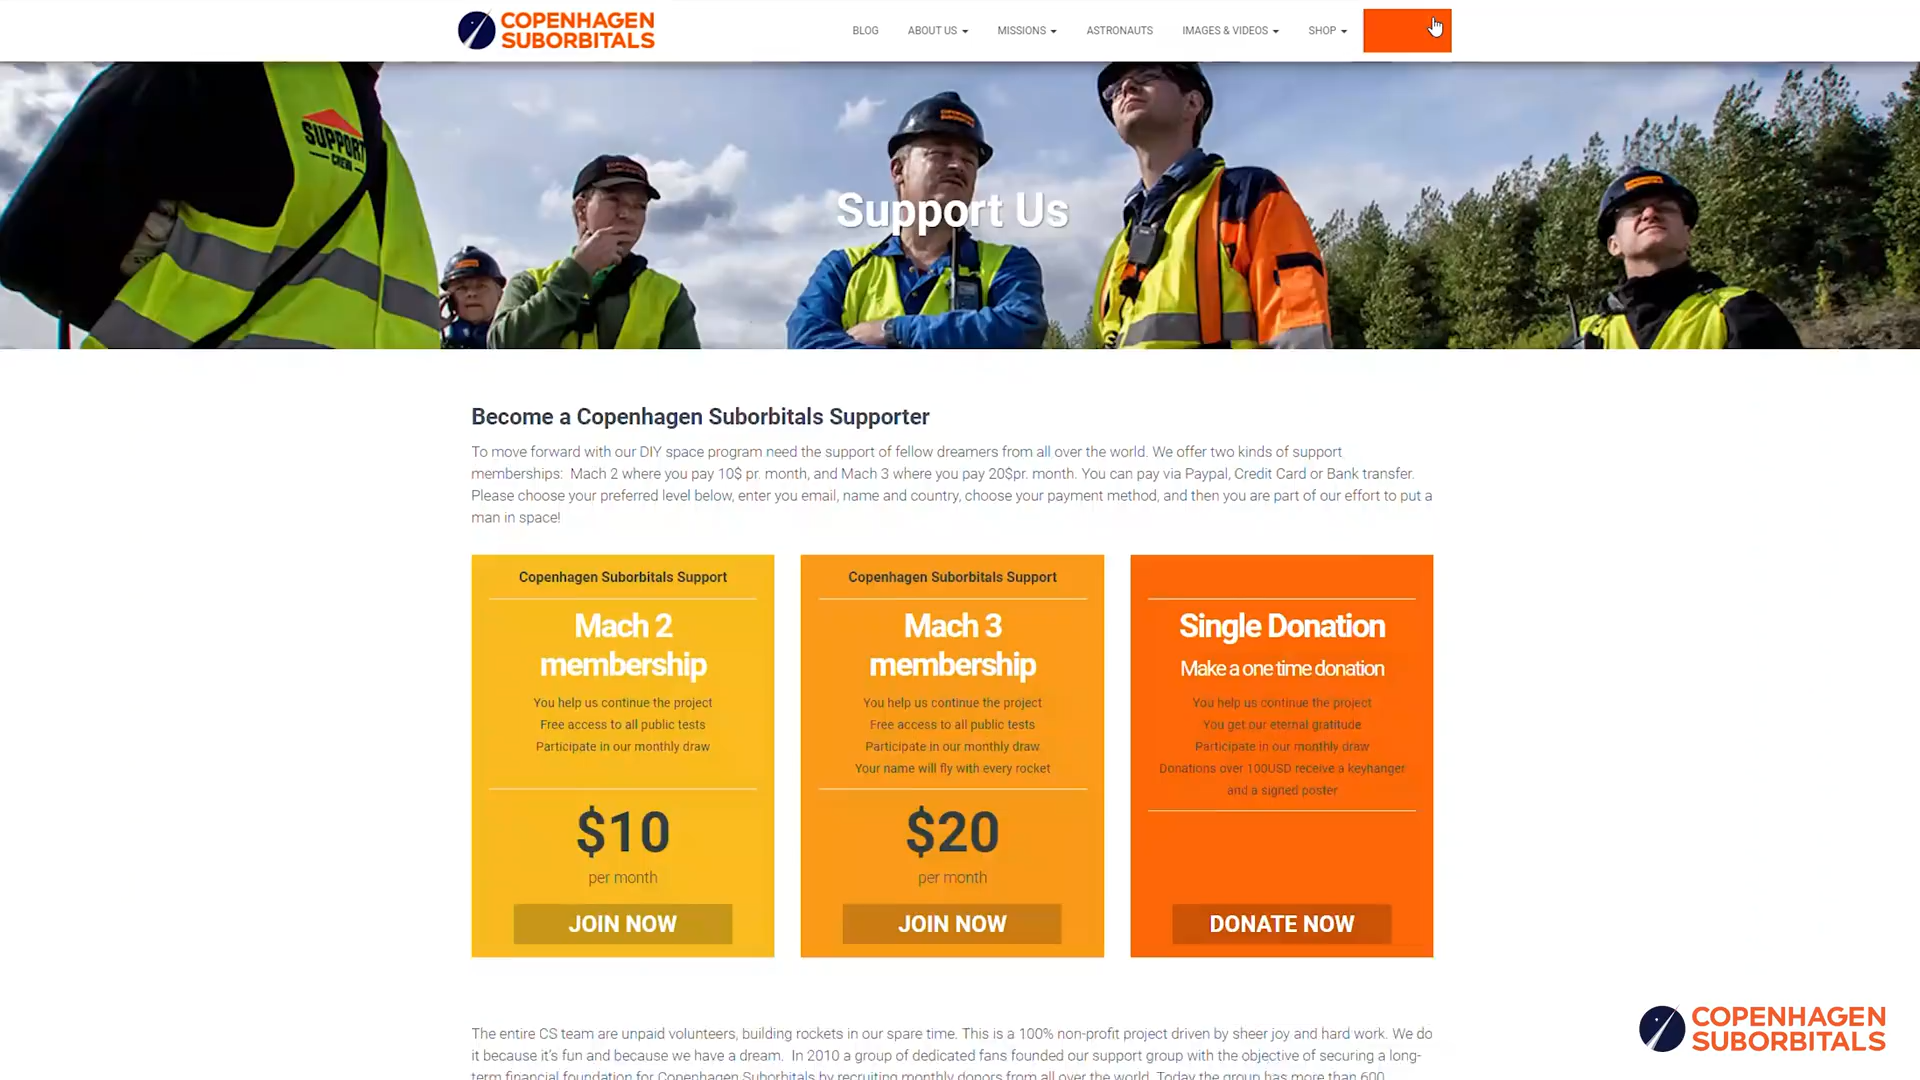 COPENHAGEN
SUBORBITALS
BLOG
ABOUT US
MISSIONS
ASTRONAUTS
IMAGES & VIDEOS
SHOP
SUPPORT
CREW
Support Us
Become a Copenhagen Suborbitals Supporter
To move forward with our DIY space program need the support of fellow dreamers from all over the world. We offer two kinds of support
memberships: Mach 2 where you pay 10$ pr. month, and Mach 3 where you pay 20$pr. month. You can pay via Paypal, Credit Card or Bank transfer.
Please choose your preferred level below, enter you email, name and country, choose your payment method, and then you are part of our effort to put a
man in space!
Copenhagen Suborbitals Support
Mach 2
membership
You help us continue the project
Free access to all public tests
Participate in our monthly draw
$10
per month
JOIN NOW
Copenhagen Suborbitals Support
Mach 3
membership
You help us continue the project
Free access to all public tests
Participate in our monthly draw
Your name will fly with every rocket
$20
per month
JOIN NOW
Single Donation
Make a one time donation
You help us continue the project
You get our eternal gratitude
Participate in our monthly draw
Donations over 100USD receive a keyhanger
and a signed poster
DONATE NOW
The entire CS team are unpaid volunteers, building rockets in our spare time. This is a 100% non-profit project driven by sheer joy and hard work. We do
it because it's fun and because we have a dream. In 2010 a group of dedicated fans founded our support group with the objective of securing a long-
term financial foundation for Copenhagen Suborbitals by recruiting monthly donors from all over the world. Today the group has more than 600
COPENHAGEN
SUBORBITALS